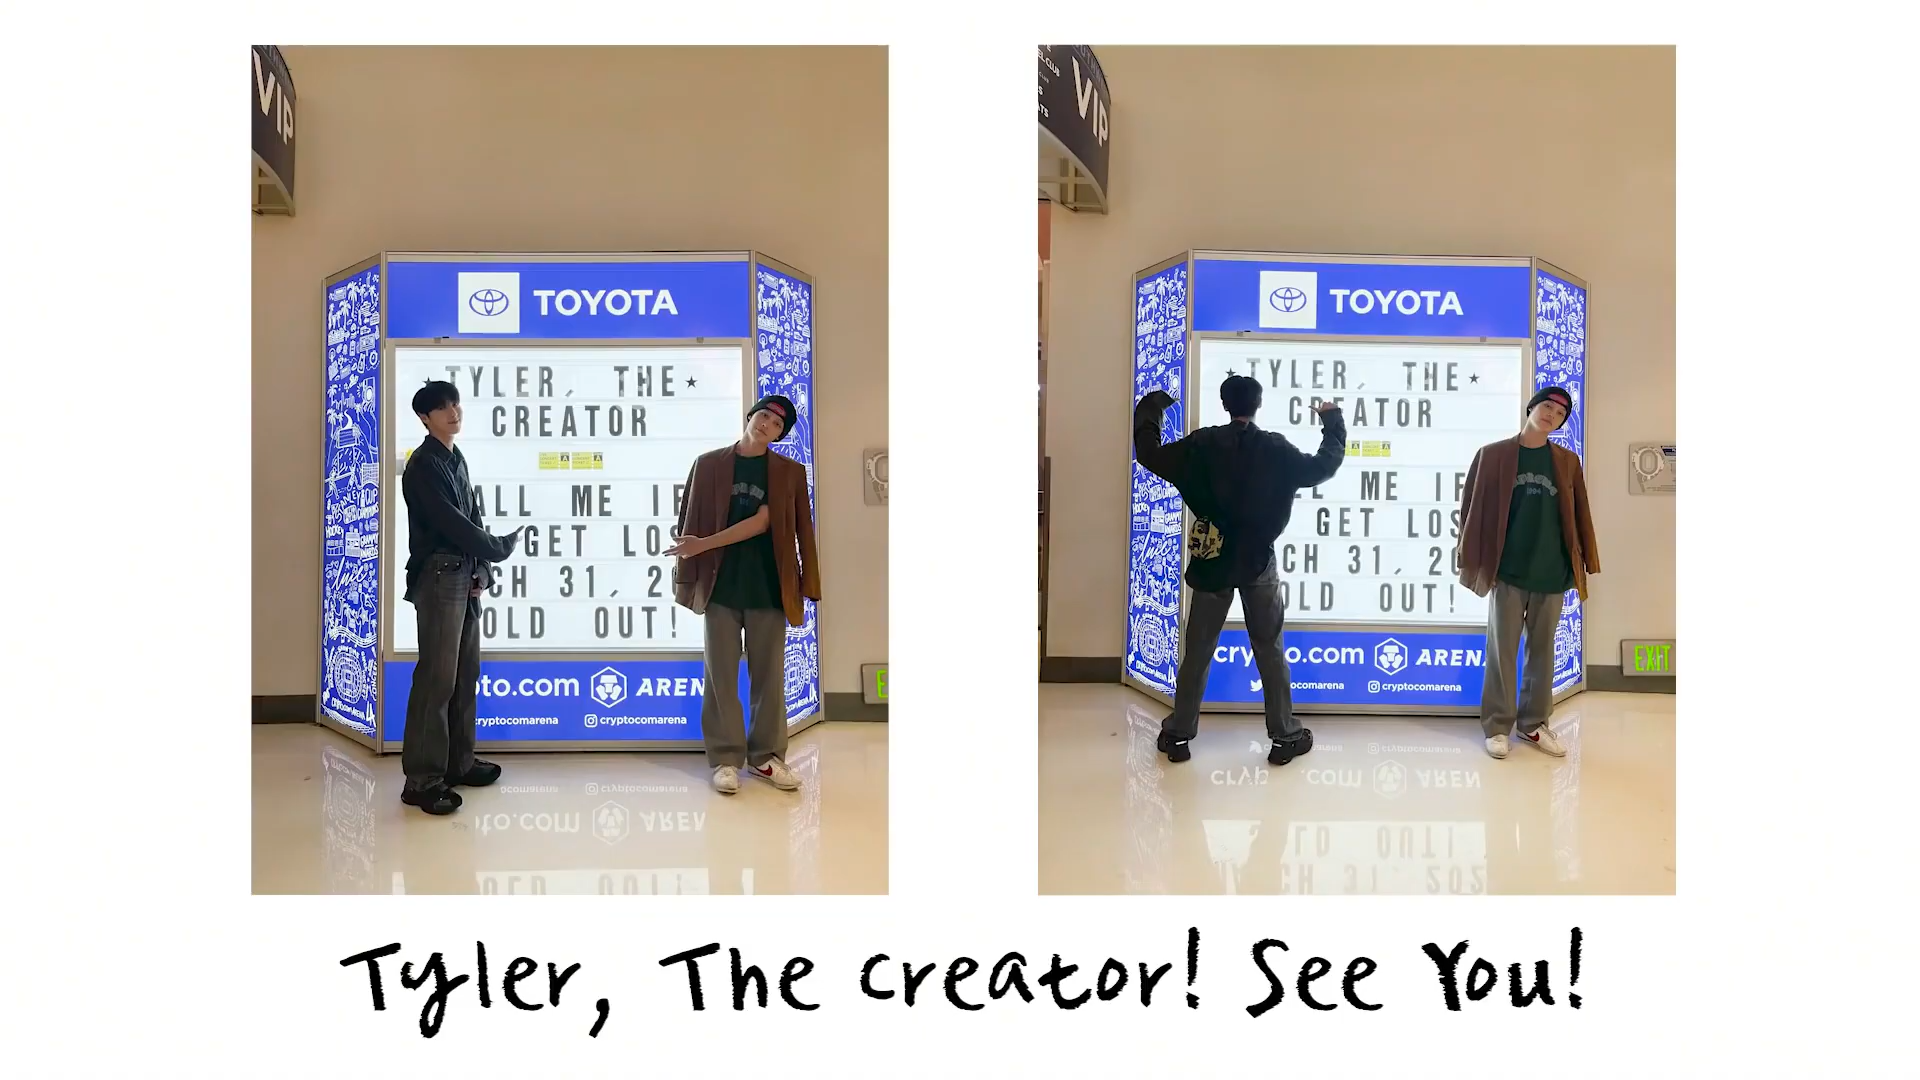 VIP
TOYOTA
TYLER, THE
CREATOR
ALL ME IF
GET LOS
CH 31, 2
OLD OUT!
oto.com AREN
cryptocomarena cryptocomarena
VIP
TOYOTA
TYLER, THE
CREATOR
ME IF
GET LOS
CH 31, 20
OLD OUT!
cry o.com ARENA
ocomarena cryptocomarena
EXIT
Tyler, The Creator! See You!